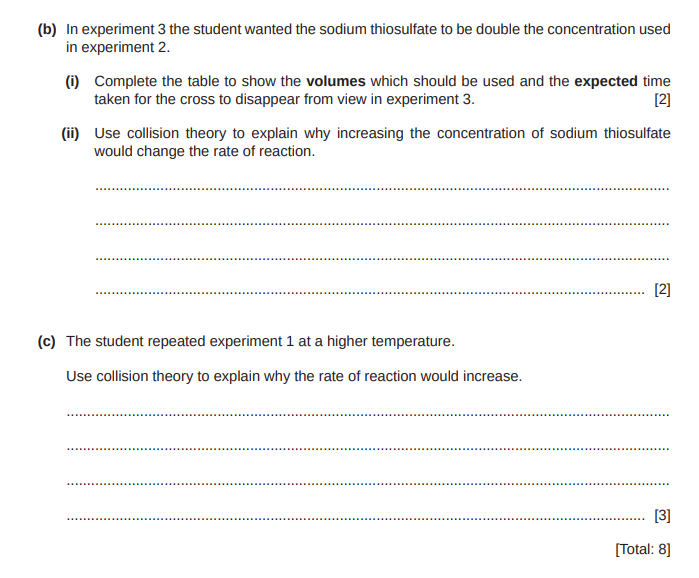 (b) In experiment 3 the student wanted the sodium thiosulfate to be double the concentration used
in experiment 2.
(i) Complete the table to show the volumes which should be used and the expected time
taken for the cross to disappear from view in experiment 3. [2]
(ii) Use collision theory to explain why increasing the concentration of sodium thiosulfate
would change the rate of reaction.
[2]
(c) The student repeated experiment 1 at a higher temperature.
Use collision theory to explain why the rate of reaction would increase.
[3]
[Total: 8]